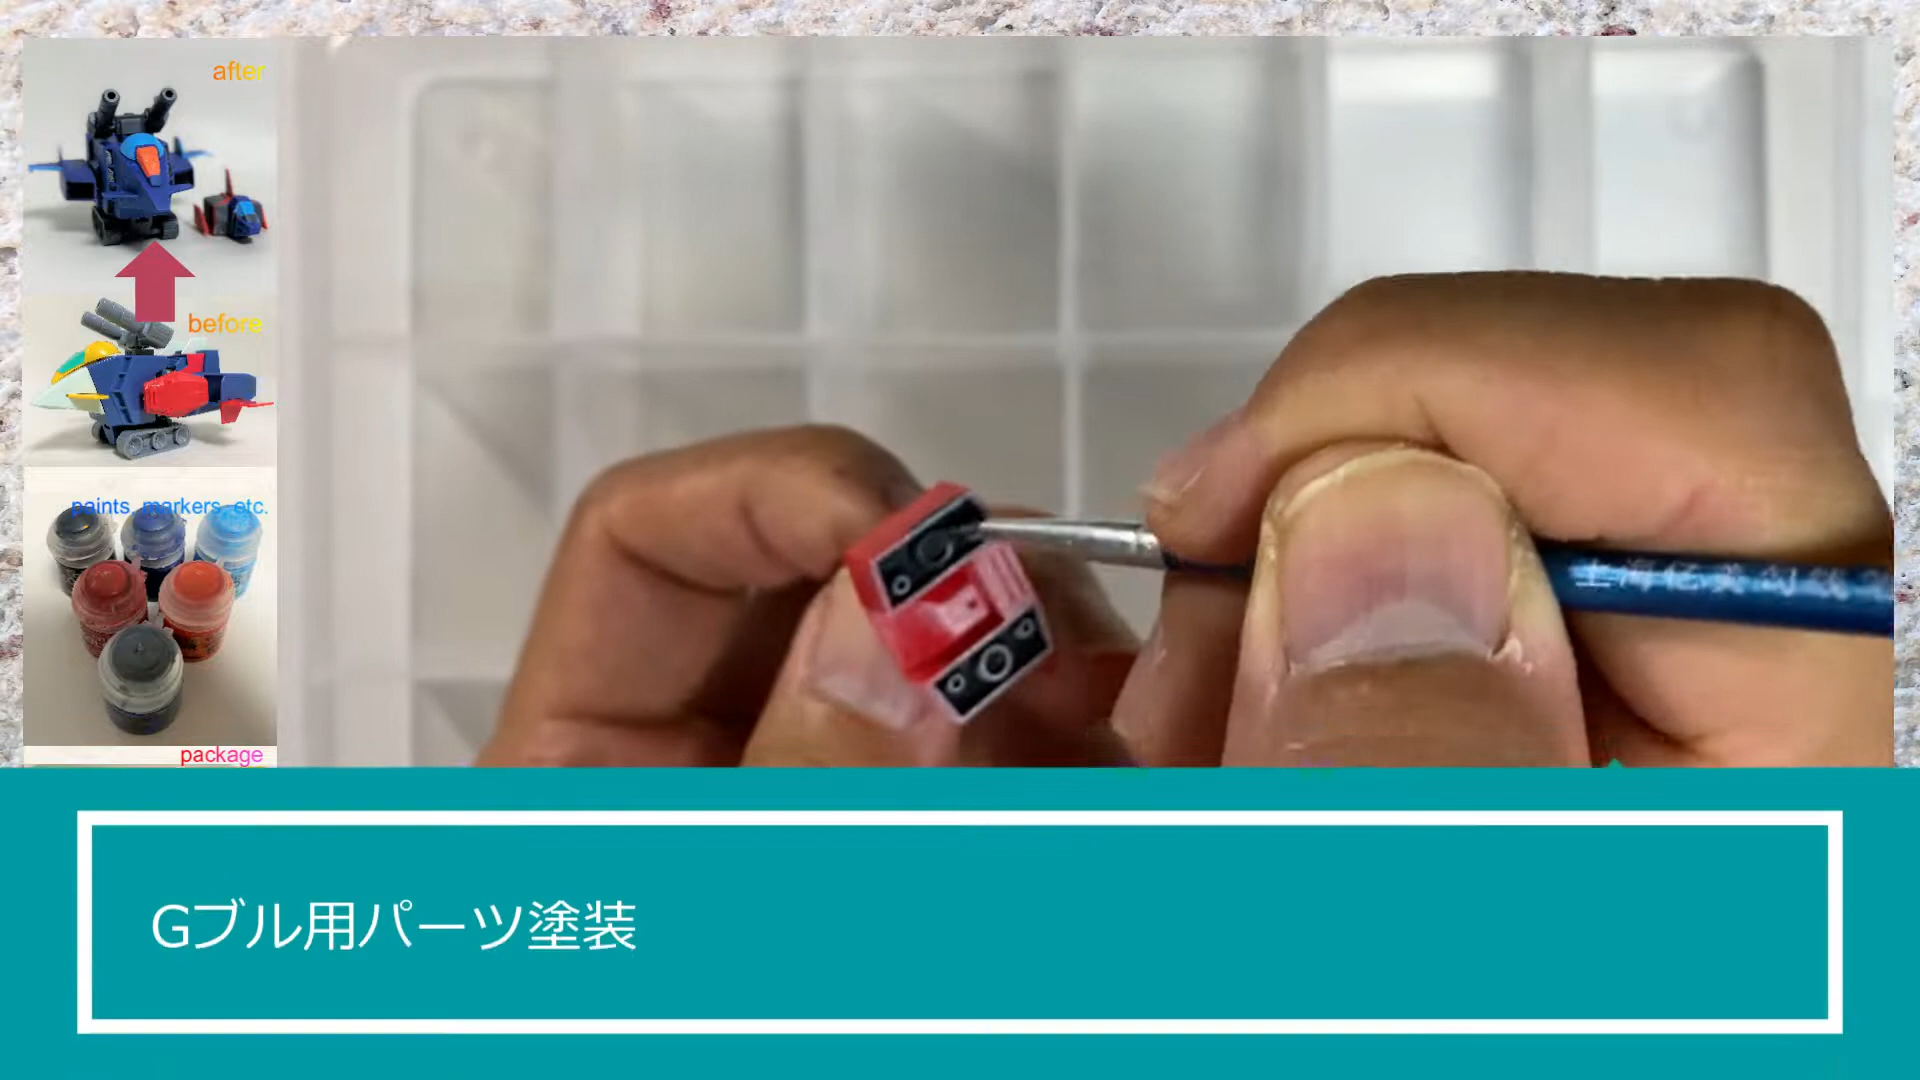 after
before
paints, markers, etc.
package
Gブル用パーツ塗装